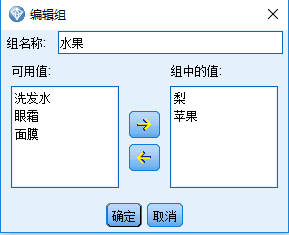 编辑组
组名称: 水果
可用值:
洗发水
眼霜
面膜
组中的值:
梨
苹果
确定 取消